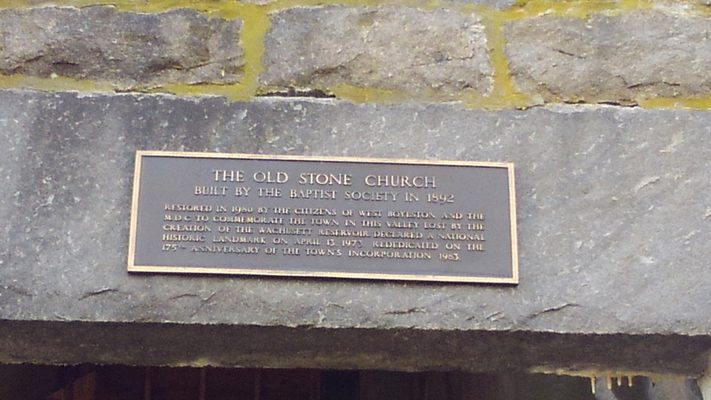 THE OLD STONE CHURCH
BUILT BY THE BAPTIST SOCIETY IN 1892
RESTORED IN 1980 BY THE CITIZENS OF WEST BOYLSTON AND THE
M.D.C. TO COMMEMORATE THE TOWN IN THIS VALLEY LOST BY THE
CREATION OF THE WACHUSETT RESERVOIR. DECLARED A NATIONAL
HISTORIC LANDMARK ON APRIL 13, 1973. REDEDICATED ON THE
175TH ANNIVERSARY OF THE TOWN'S INCORPORATION 1983.